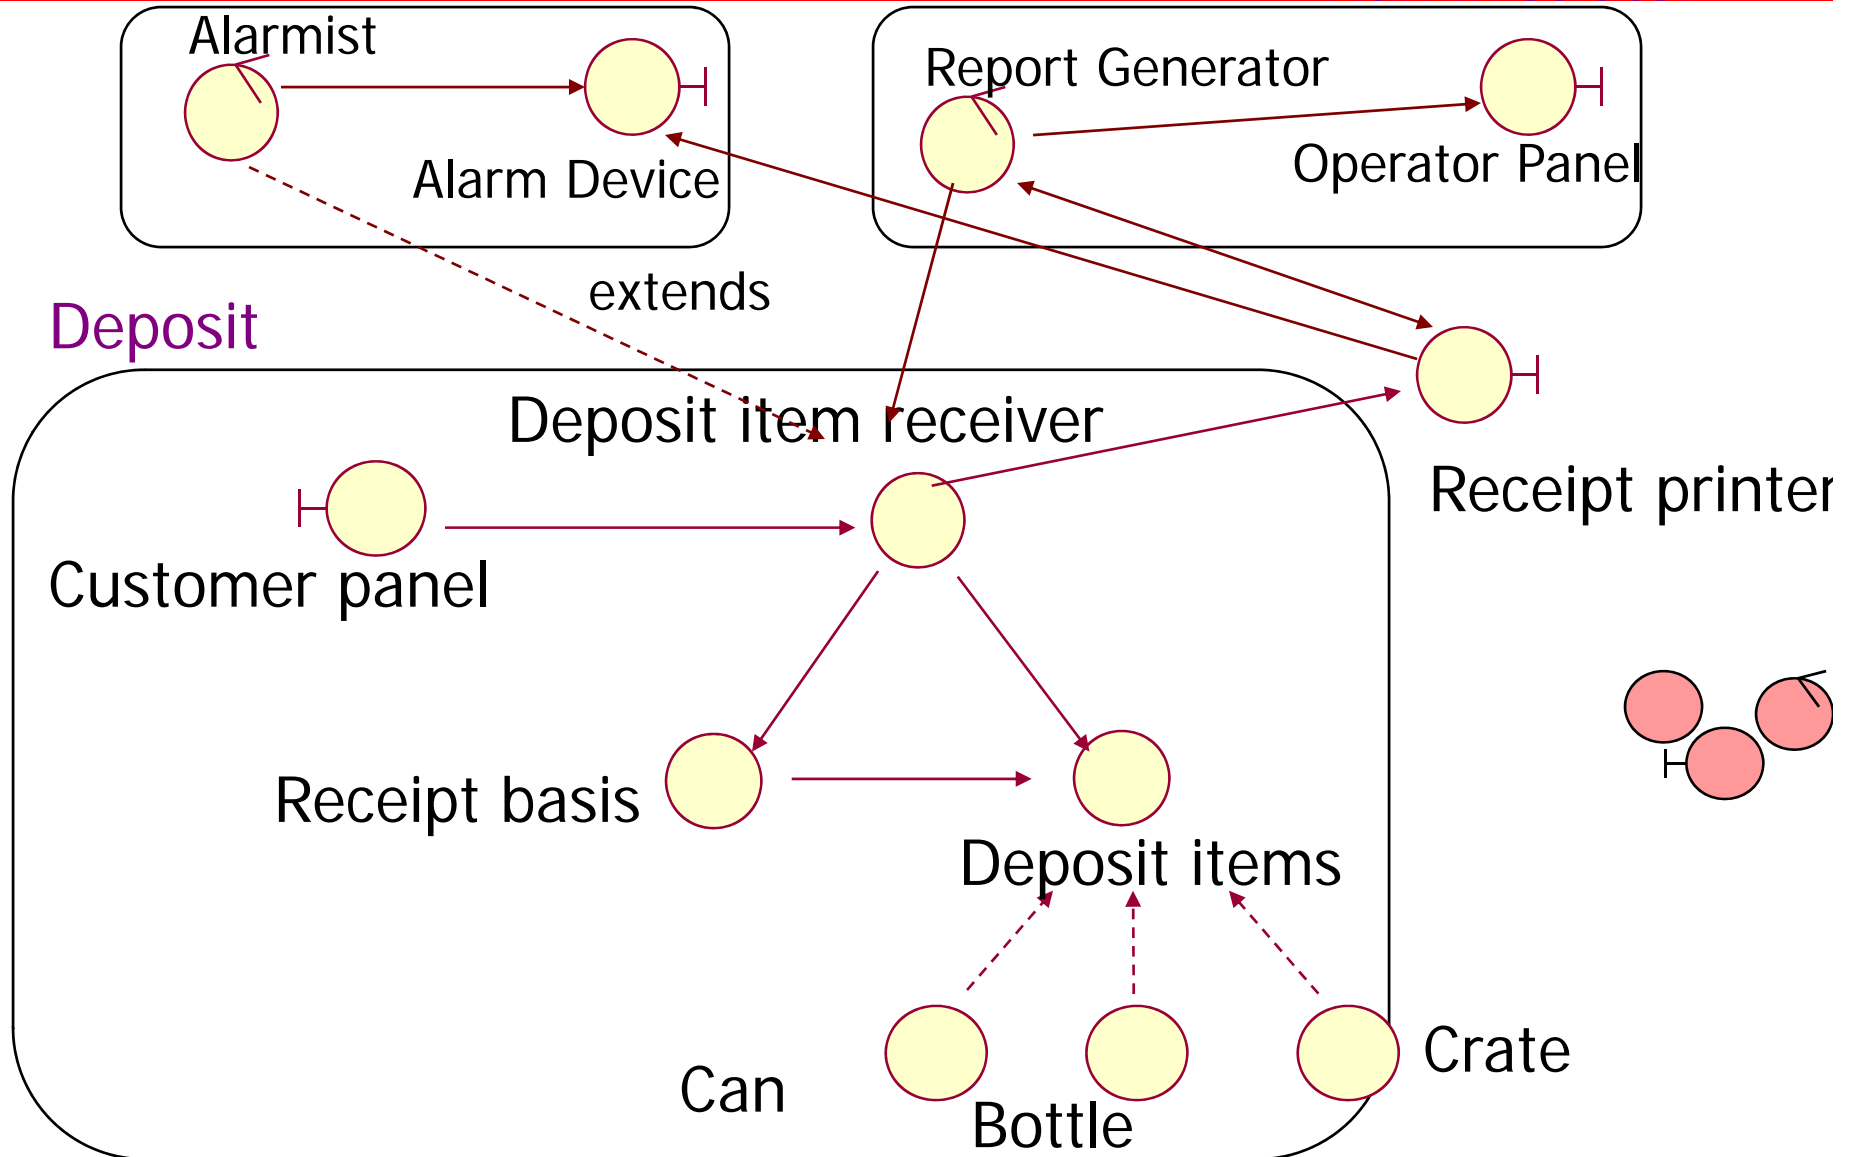 Alarmist
Report Generator
Alarm Device
Operator Panel
extends
Deposit
Deposit item receiver
Receipt printer
Customer panel
Receipt basis
Deposit items
Can
Bottle
Crate